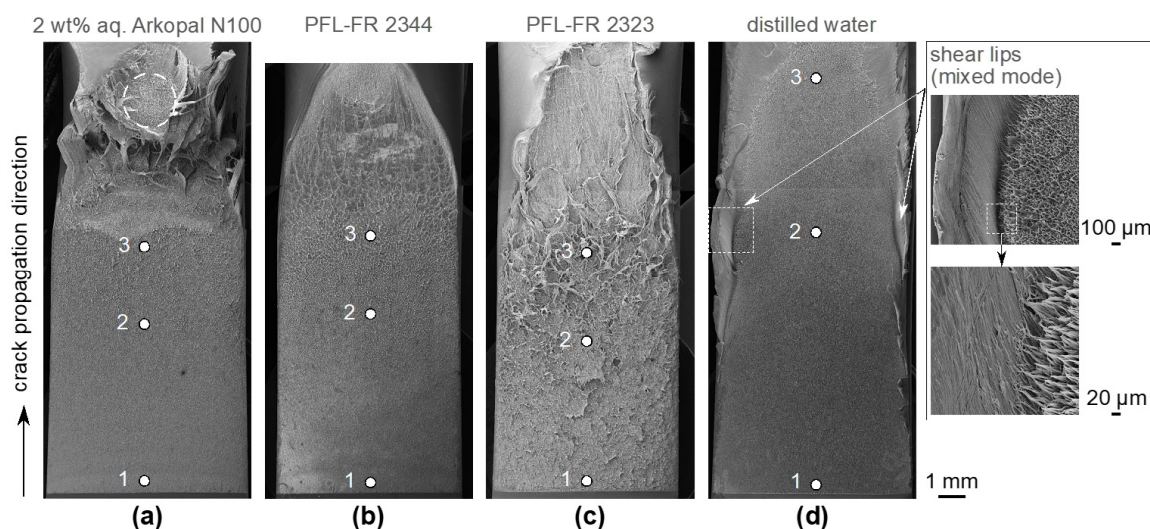 2 wt% aq. Arkopal N100
PFL-FR 2344
PFL-FR 2323
distilled water
shear lips
(mixed mode)
crack propagation direction
3
2
1
3
2
1
3
2
1
3
2
1
100 µm
20 µm
1 mm
(a)
(b)
(c)
(d)